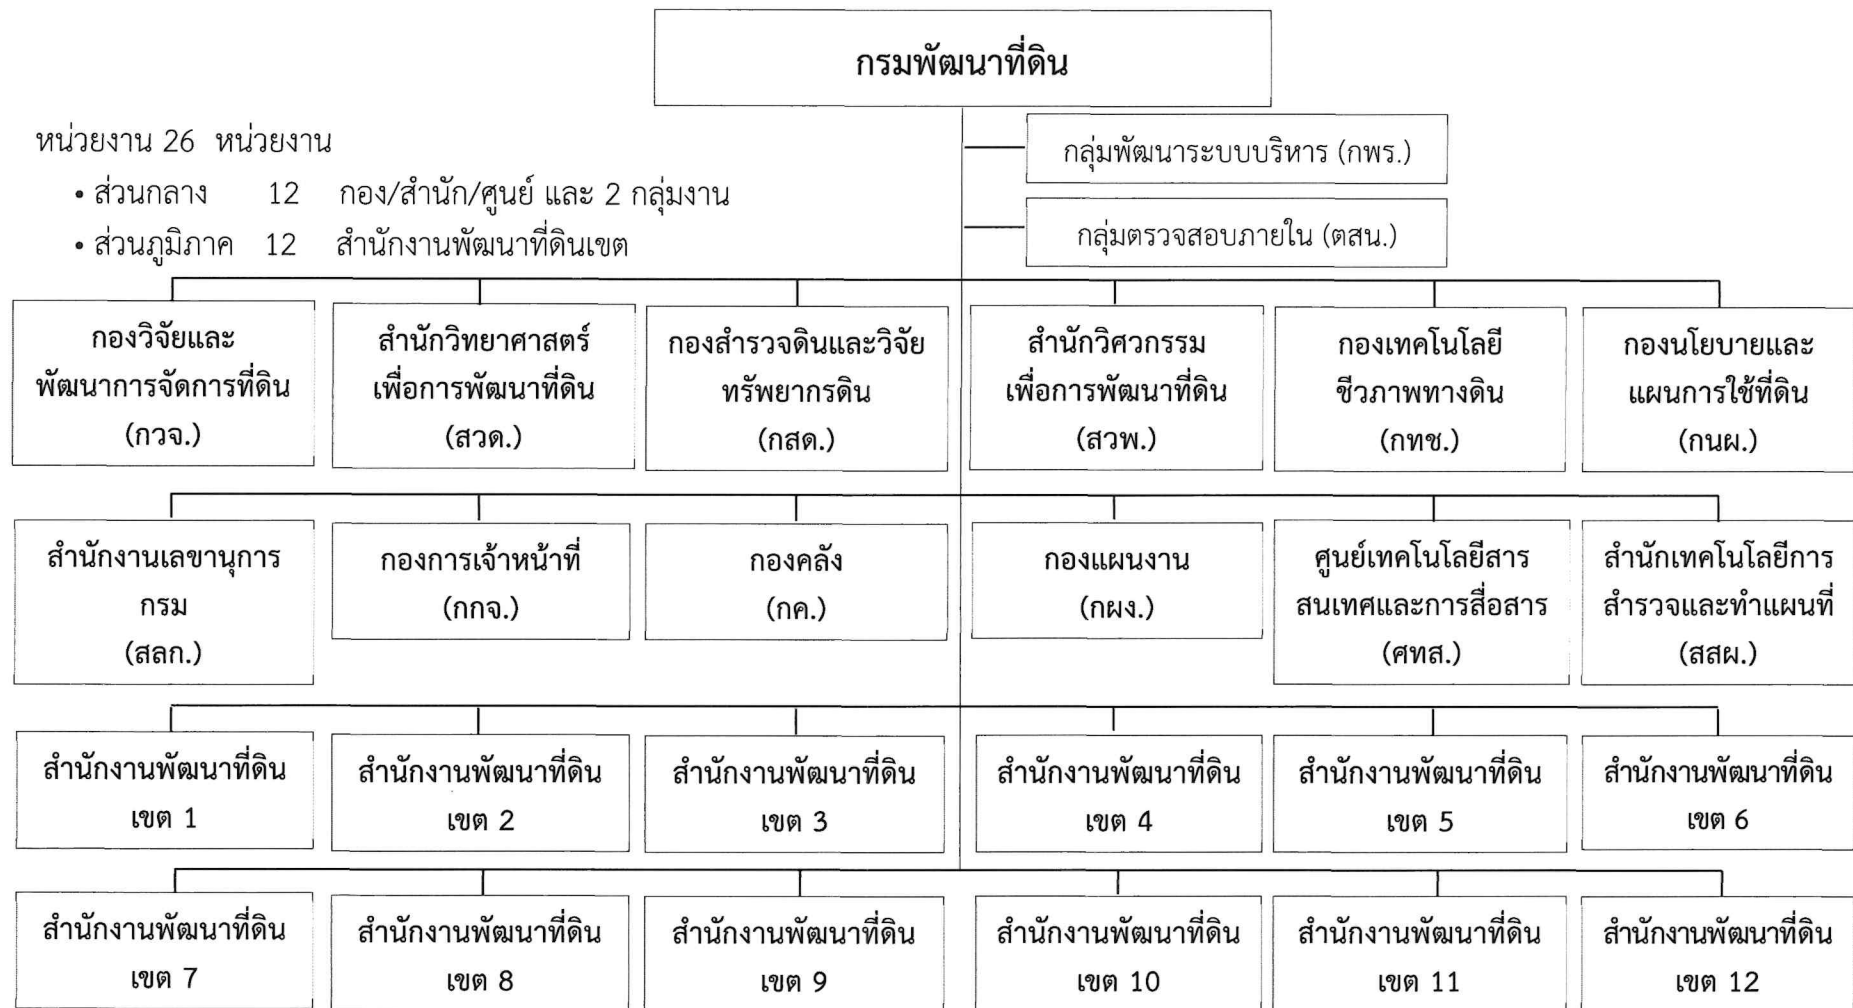 กรมพัฒนาที่ดิน
หน่วยงาน 26 หน่วยงาน
• ส่วนกลาง 12 กอง/สำนัก/ศูนย์ และ 2 กลุ่มงาน
• ส่วนภูมิภาค 12 สำนักงานพัฒนาที่ดินเขต
กลุ่มพัฒนาระบบบริหาร (กพร.)
กลุ่มตรวจสอบภายใน (ตสน.)
กองวิจัยและ
พัฒนาการจัดการที่ดิน
(กวจ.)
สำนักวิทยาศาสตร์
เพื่อการพัฒนาที่ดิน
(สวด.)
กองสำรวจดินและวิจัย
ทรัพยากรดิน
(กสด.)
สำนักวิศวกรรม
เพื่อการพัฒนาที่ดิน
(สวพ.)
กองเทคโนโลยี
ชีวภาพทางดิน
(กทช.)
กองนโยบายและ
แผนการใช้ที่ดิน
(กนผ.)
สำนักงานเลขานุการ
กรม
(สลก.)
กองการเจ้าหน้าที่
(กกจ.)
กองคลัง
(กค.)
กองแผนงาน
(กผง.)
ศูนย์เทคโนโลยีสาร
สนเทศและการสื่อสาร
(ศทส.)
สำนักเทคโนโลยีการ
สำรวจและทำแผนที่
(สสผ.)
สำนักงานพัฒนาที่ดิน
เขต 1
สำนักงานพัฒนาที่ดิน
เขต 2
สำนักงานพัฒนาที่ดิน
เขต 3
สำนักงานพัฒนาที่ดิน
เขต 4
สำนักงานพัฒนาที่ดิน
เขต 5
สำนักงานพัฒนาที่ดิน
เขต 6
สำนักงานพัฒนาที่ดิน
เขต 7
สำนักงานพัฒนาที่ดิน
เขต 8
สำนักงานพัฒนาที่ดิน
เขต 9
สำนักงานพัฒนาที่ดิน
เขต 10
สำนักงานพัฒนาที่ดิน
เขต 11
สำนักงานพัฒนาที่ดิน
เขต 12